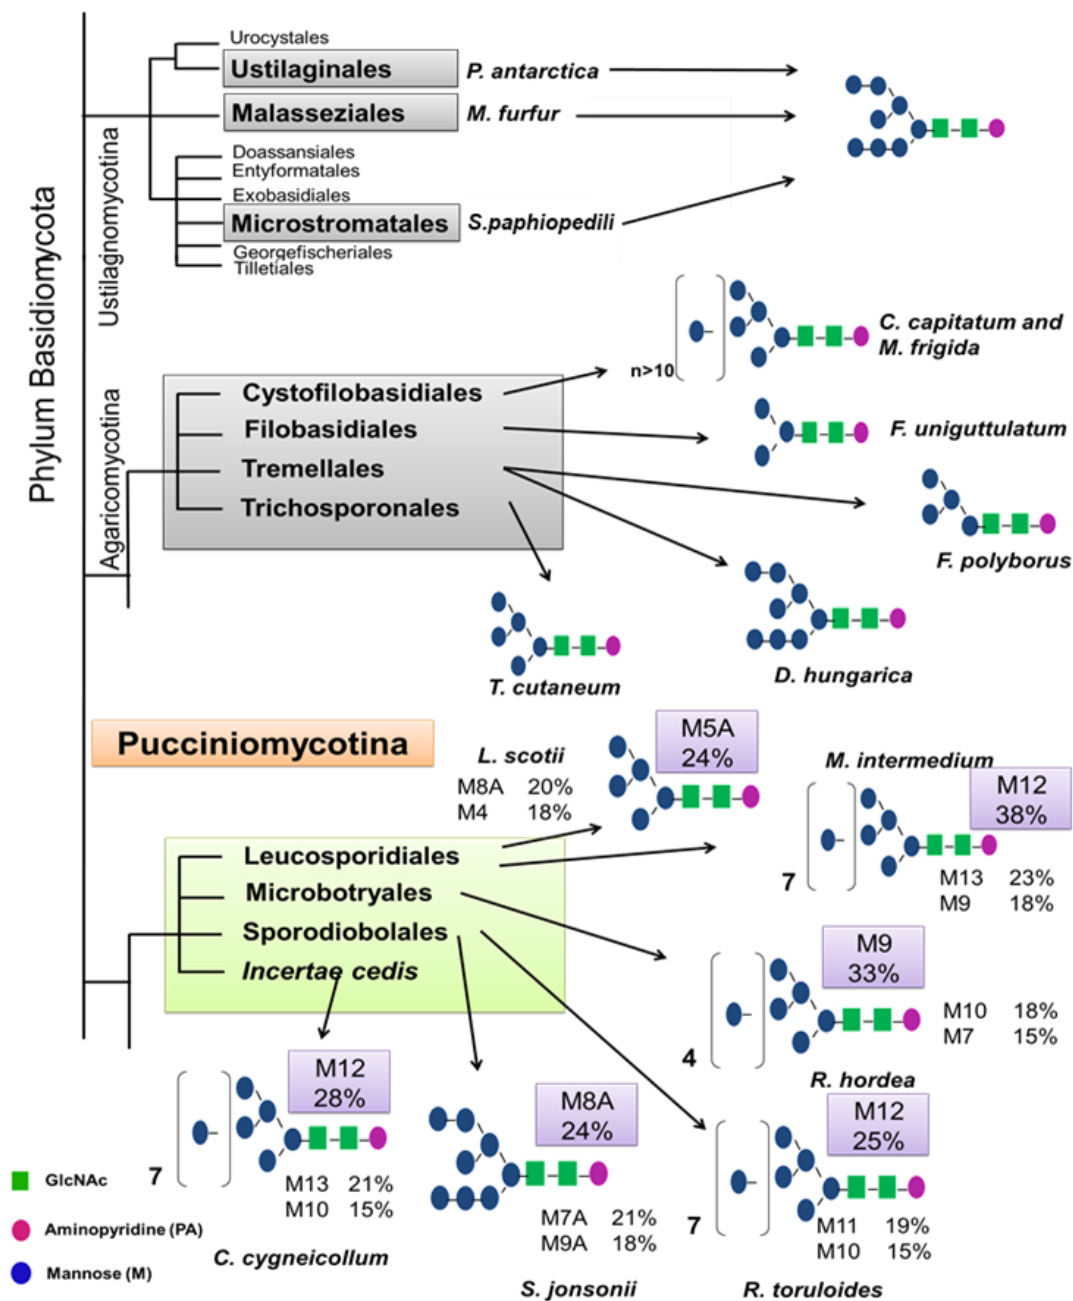 Phylum Basidiomycota
Ustilaginomycotina
Urocystales
Ustilaginales P. antarctica
Malasseziales M. furfur
Doassansiales
Entyformatales
Exobasidiales
Microstromatales S.paphiopedili
Georgefischeriales
Tilletiales
Agaricomycotina
Cystofilobasidiales
Filobasidiales
Tremellales
Trichosporonales
n>10
C. capitatum and
M. frigida
F. uniguttulatum
F. polyborus
D. hungarica
T. cutaneum
Pucciniomycotina
Leucosporidiales
Microbotryales
Sporodiobolales
Incertae cedis
L. scotii
M8A 20%
M4 18%
M5A
24%
M. intermedium
M12
38%
7
M13 23%
M9 18%
M9
33%
4
M10 18%
M7 15%
R. hordea
M12
28%
7
M13 21%
M10 15%
C. cygneicollum
M8A
24%
M7A 21%
M9A 18%
S. jonsonii
M12
25%
7
M11 19%
M10 15%
R. toruloides
GlcNAc
Aminopyridine (PA)
Mannose (M)